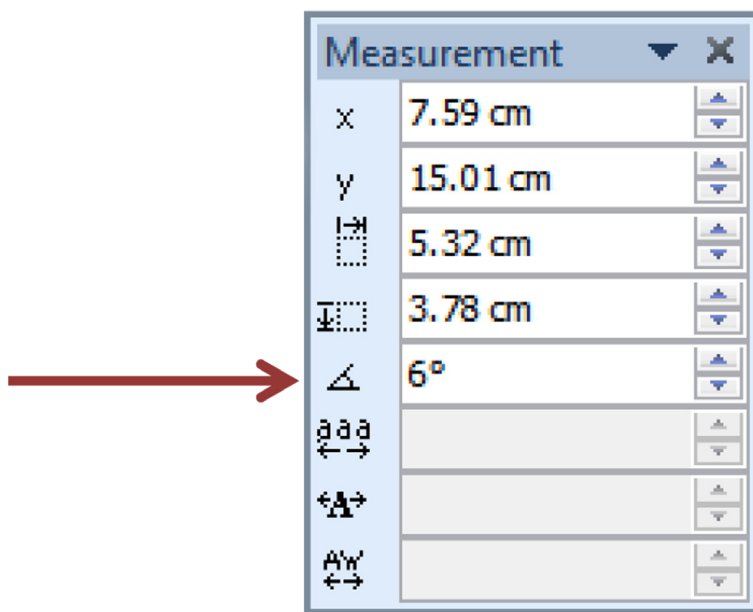 Measurement
x 7.59 cm
y 15.01 cm
5.32 cm
3.78 cm
6°
aaa
A
AW